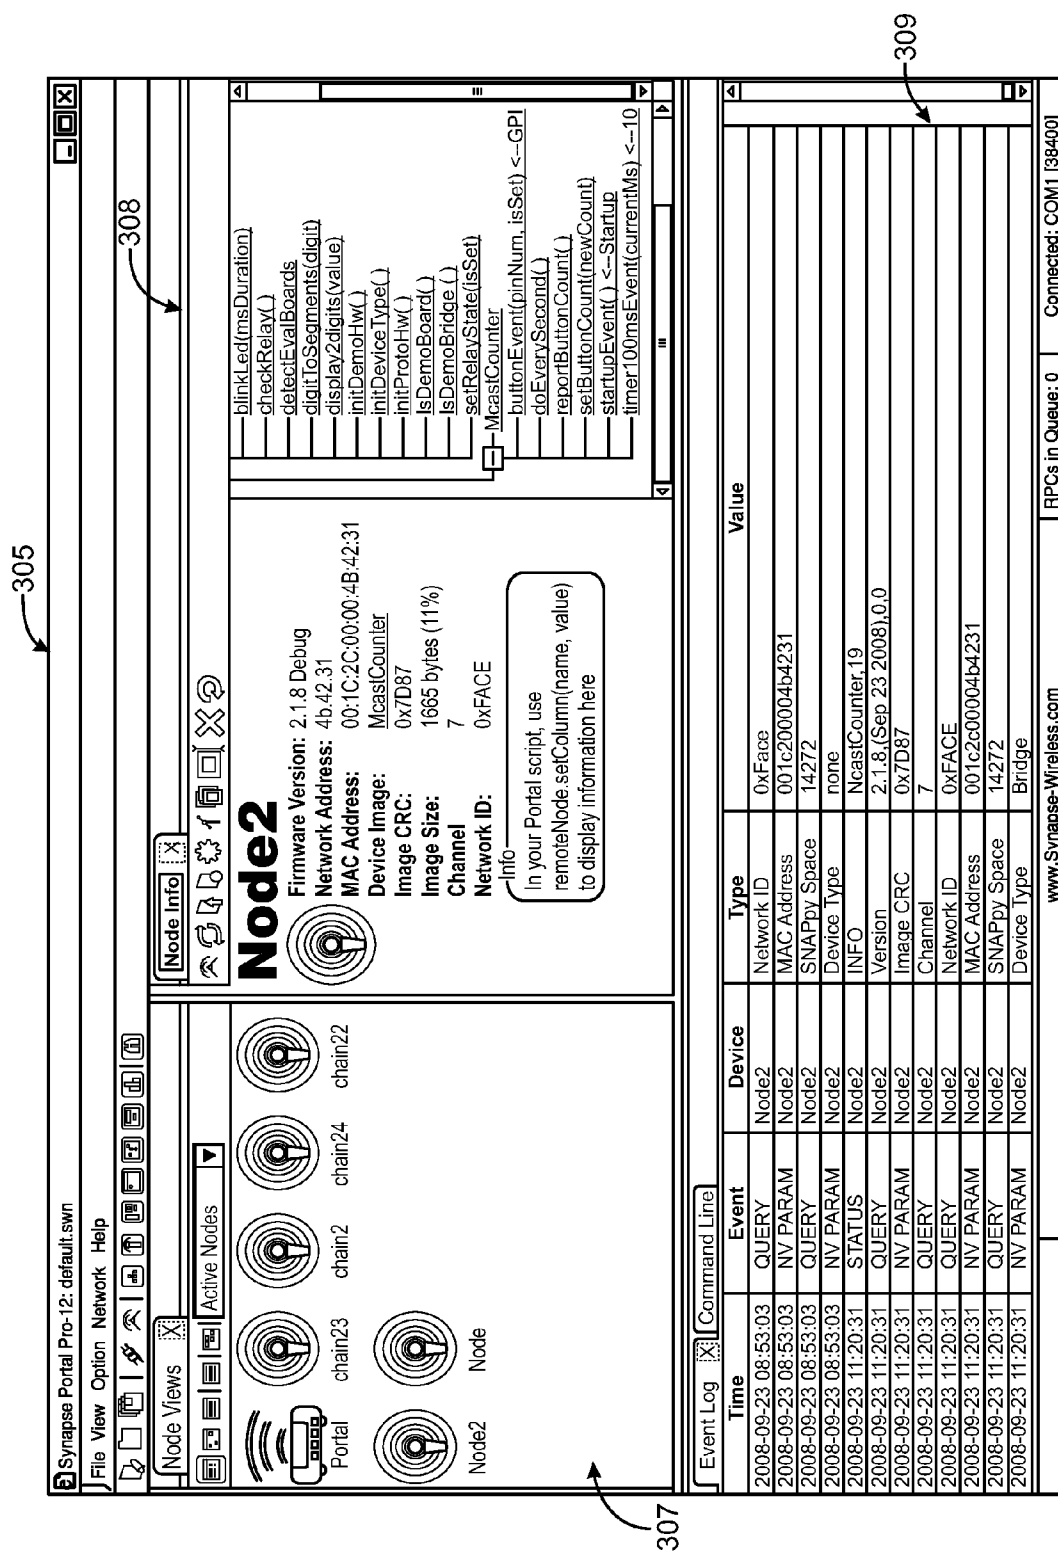 305
308
Synapse Portal Pro-12: default.swn
File View Option Network Help
Node Views X
Active Nodes
Portal
chain23
chain2
chain24
chain22
Node2
Node
307
Node Info X
Node2
Firmware Version: 2.1.8 Debug
Network Address: 4b.42.31
MAC Address: 00:1C:2C:00:00:4B:42:31
Device Image: McastCounter
Image CRC: 0x7D87
Image Size: 1665 bytes (11%)
Channel 7
Network ID: 0xFACE
Info
In your Portal script, use
remoteNode.setColumn(name, value)
to display information here
blinkLed(msDuration)
checkRelay()
detectEvalBoards
digitToSegments(digit)
display2digits(value)
initDemoHw()
initDeviceType()
initProtoHw()
IsDemoBoard()
IsDemoBridge ()
setRelayState(isSet)
McastCounter
buttonEvent(pinNum, isSet) <--GPI
doEverySecond()
reportButtonCount()
setButtonCount(newCount)
startupEvent() <--Startup
timer100msEvent(currentMs) <--10
Event Log X Command Line
Time Event Device Type Value
2008-09-23 08:53:03 QUERY Node2 Network ID 0xFace
2008-09-23 08:53:03 NV PARAM Node2 MAC Address 001c200004b4231
2008-09-23 08:53:03 QUERY Node2 SNAPpy Space 14272
2008-09-23 08:53:03 NV PARAM Node2 Device Type none
2008-09-23 11:20:31 STATUS Node2 INFO NcastCounter,19
2008-09-23 11:20:31 QUERY Node2 Version 2.1.8,(Sep 23 2008),0,0
2008-09-23 11:20:31 NV PARAM Node2 Image CRC 0x7D87
2008-09-23 11:20:31 QUERY Node2 Channel 7
2008-09-23 11:20:31 QUERY Node2 Network ID 0xFACE
2008-09-23 11:20:31 NV PARAM Node2 MAC Address 001c2c00004b4231
2008-09-23 11:20:31 QUERY Node2 SNAPpy Space 14272
2008-09-23 11:20:31 NV PARAM Node2 Device Type Bridge
309
www.Synapse-Wireless.com RPCs in Queue: 0 Connected: COM1 [38400]